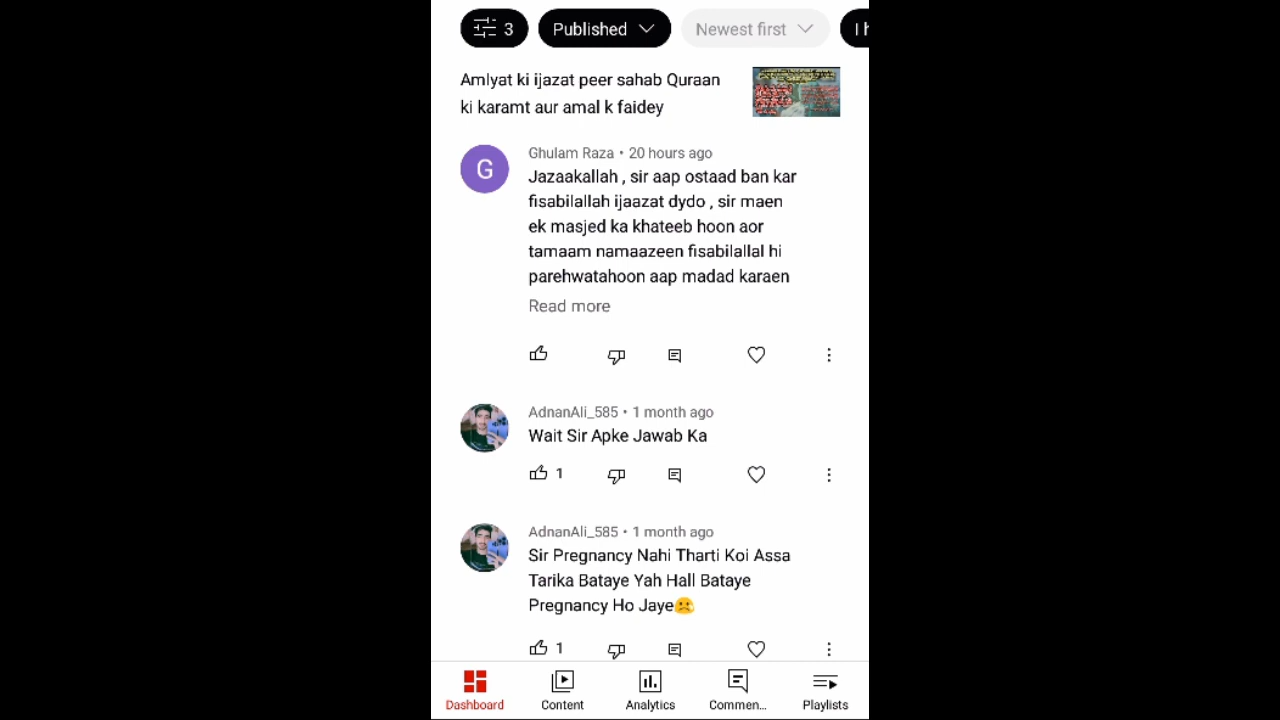 3 Published Newest first I h
Amlyat ki ijazat peer sahab Quraan
ki karamt aur amal k faidey
Ghulam Raza • 20 hours ago
G
Jazaakallah , sir aap ostaad ban kar
fisabilallah ijaazat dydo , sir maen
ek masjed ka khateeb hoon aor
tamaam namaazeen fisabilallal hi
parehwatahoon aap madad karaen
Read more
AdnanAli_585 • 1 month ago
Wait Sir Apke Jawab Ka
1
AdnanAli_585 • 1 month ago
Sir Pregnancy Nahi Tharti Koi Assa
Tarika Bataye Yah Hall Bataye
Pregnancy Ho Jaye☹️
1
Dashboard Content Analytics Commen... Playlists